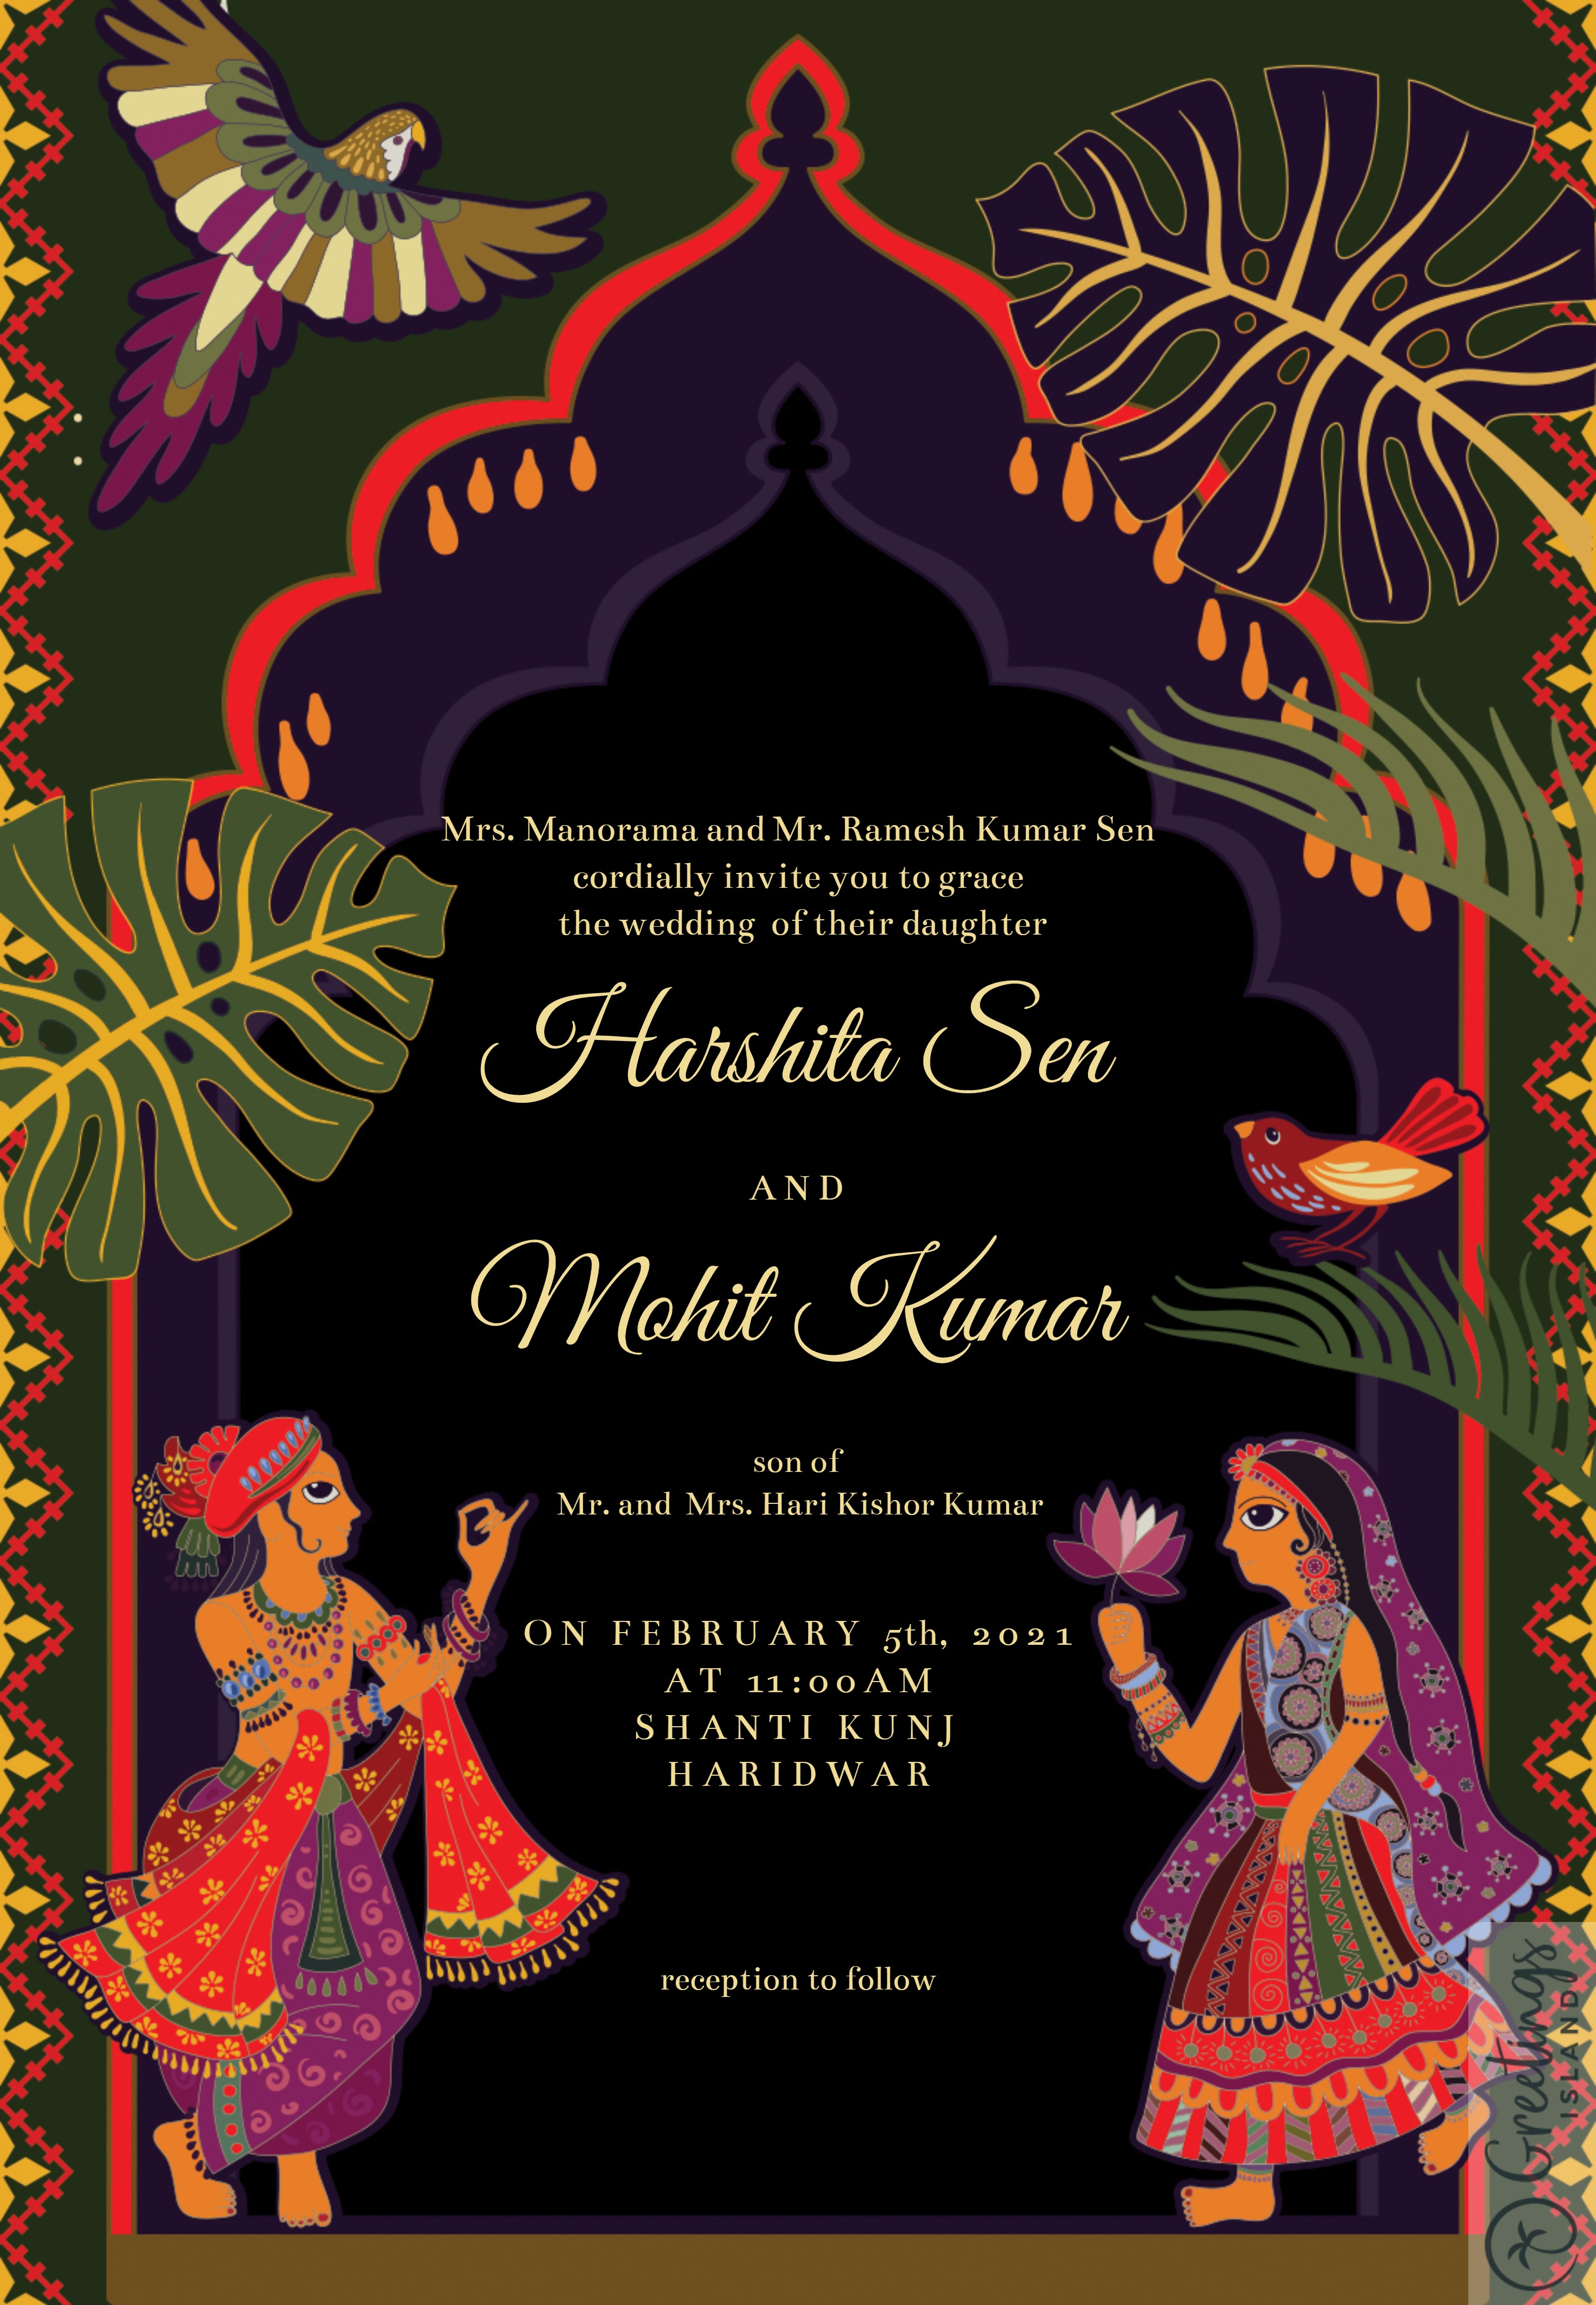 Mrs. Manorama and Mr. Ramesh Kumar Sen
cordially invite you to grace
the wedding of their daughter
Harshita Sen
AND
Mohit Kumar
son of
Mr. and Mrs. Hari Kishor Kumar
ON FEBRUARY 5th, 2021
AT 11:00AM
SHANTI KUNJ
HARIDWAR
reception to follow
Greetings
ISLAND